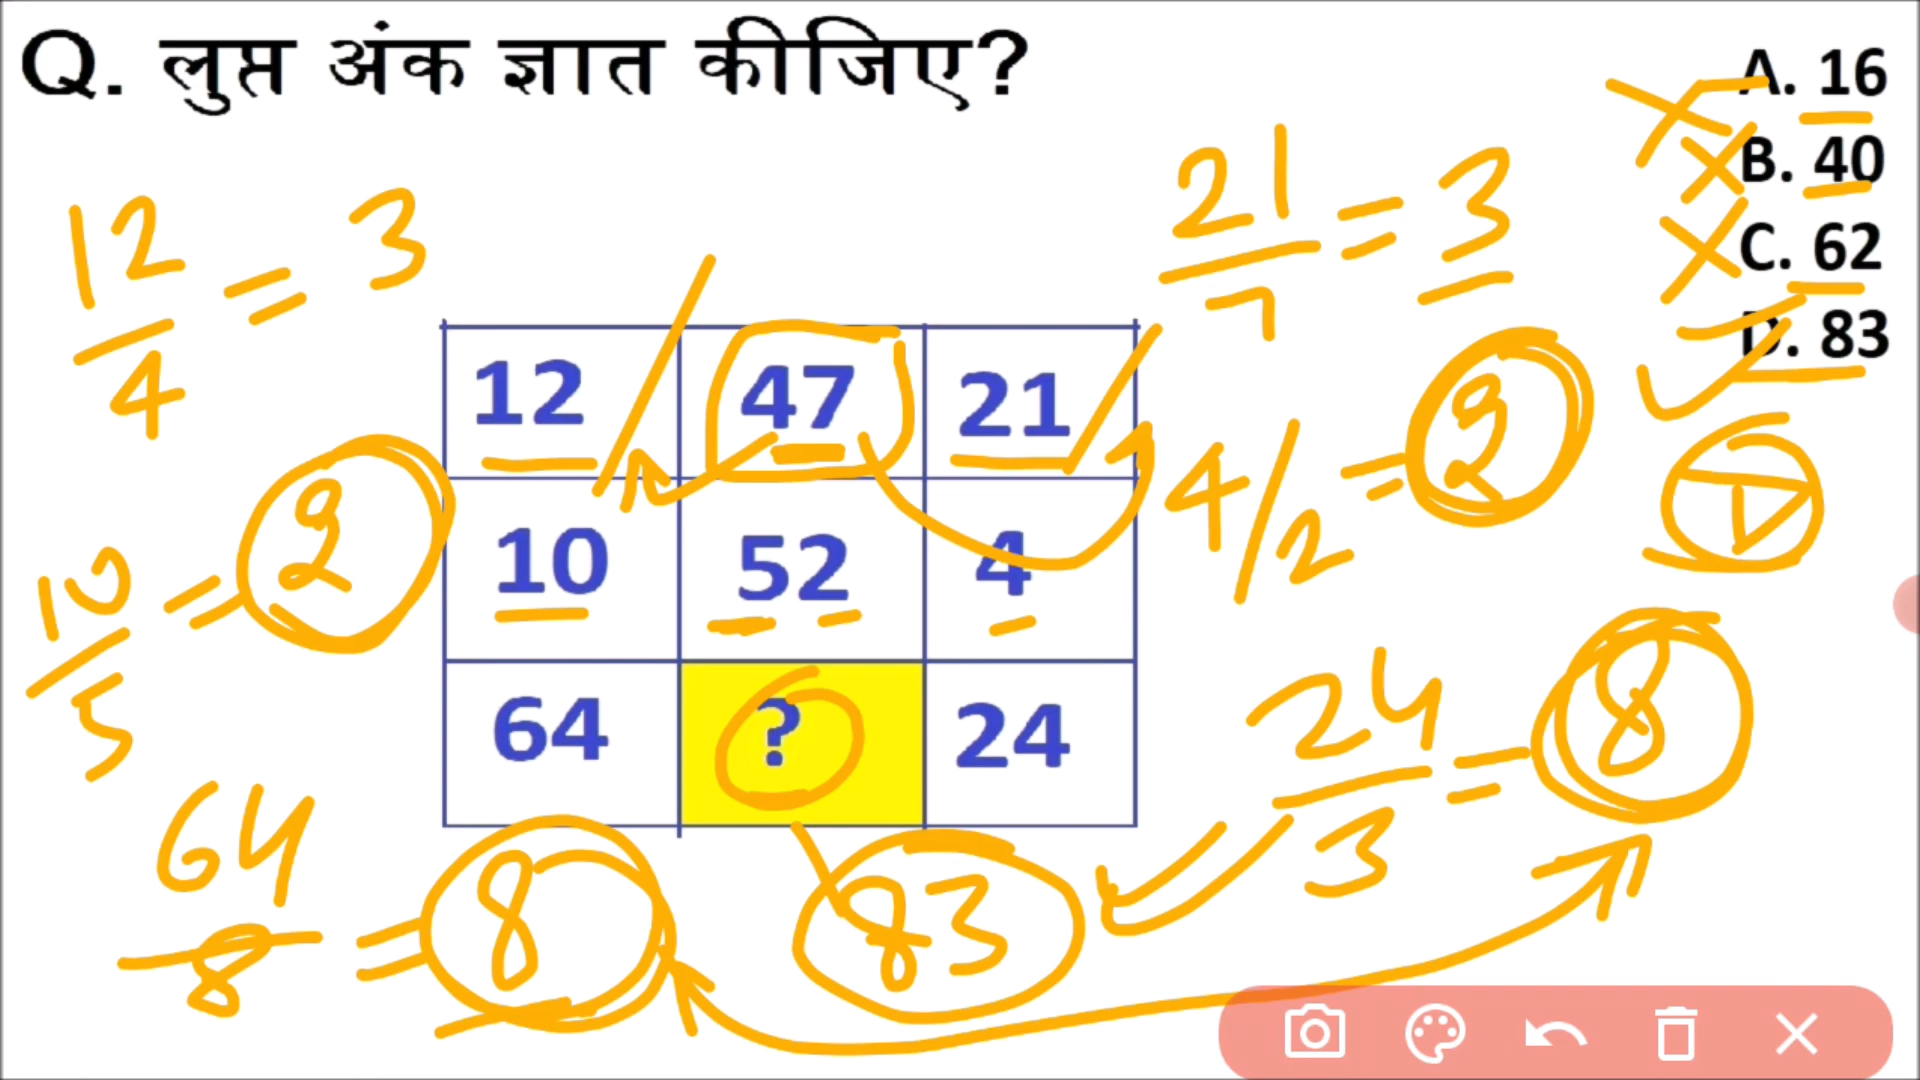 Q. लुप्त अंक ज्ञात कीजिए?
A. 16
B. 40
C. 62
D. 83
12/4 = 3
21/7 = 3
12 47 21
10 52 4
64 ? 24
10/5 = 2
4/2 = 2
D
64/8 = 8
83
24/3 = 8